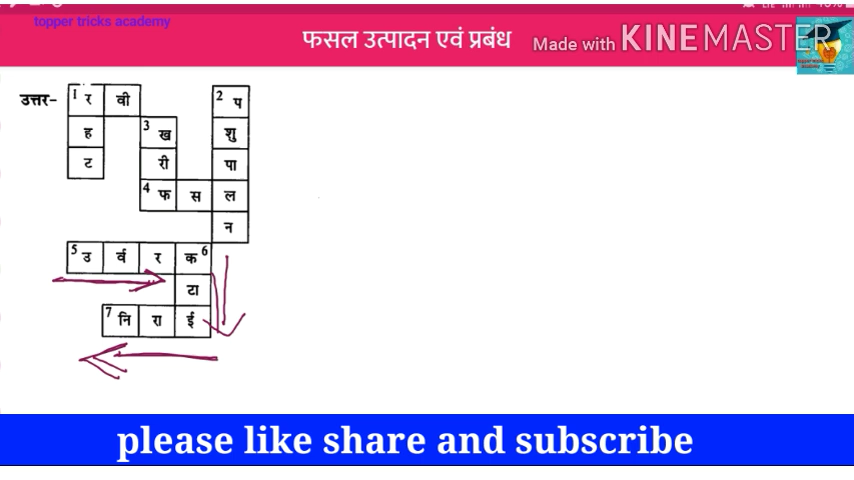 topper tricks academy
फसल उत्पादन एवं प्रबंध
Made with KINEMASTER
उत्तर-
1 र वी 2 प
ह 3 ख शु
ट री पा
4 फ स ल
न
5 उ र्व र क 6
टा
7 नि रा ई
please like share and subscribe